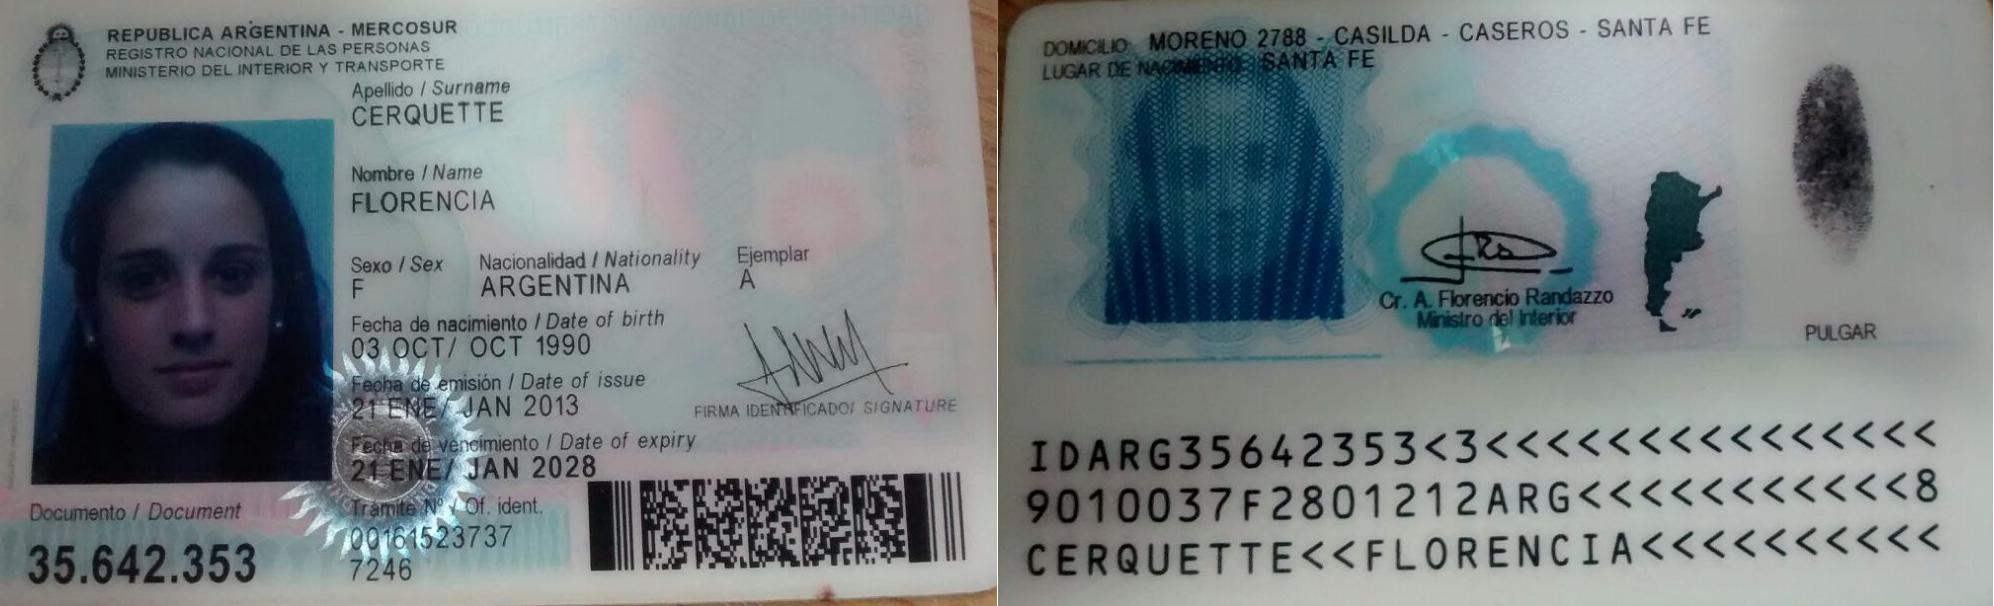 REPUBLICA ARGENTINA - MERCOSUR
REGISTRO NACIONAL DE LAS PERSONAS
MINISTERIO DEL INTERIOR Y TRANSPORTE
Apellido / Surname
CERQUETTE
Nombre / Name
FLORENCIA
Sexo / Sex Nacionalidad / Nationality Ejemplar
F ARGENTINA A
Fecha de nacimiento / Date of birth
03 OCT/ OCT 1990
Fecha de emisión / Date of issue
21 ENE/ JAN 2013
FIRMA IDENTIFICADO/ SIGNATURE
Fecha de vencimiento / Date of expiry
21 ENE/ JAN 2028
Documento / Document
35.642.353
Tramite Nº / Of. ident.
00161523737
7246
DOMICILIO: MORENO 2788 - CASILDA - CASEROS - SANTA FE
LUGAR DE NACIMIENTO: SANTA FE
Cr. A. Florencio Randazzo
Ministro del Interior
PULGAR
IDARG35642353<3<<<<<<<<<<<<<<<
9010037F2801212ARG<<<<<<<<<<<8
CERQUETTE<<FLORENCIA<<<<<<<<<<